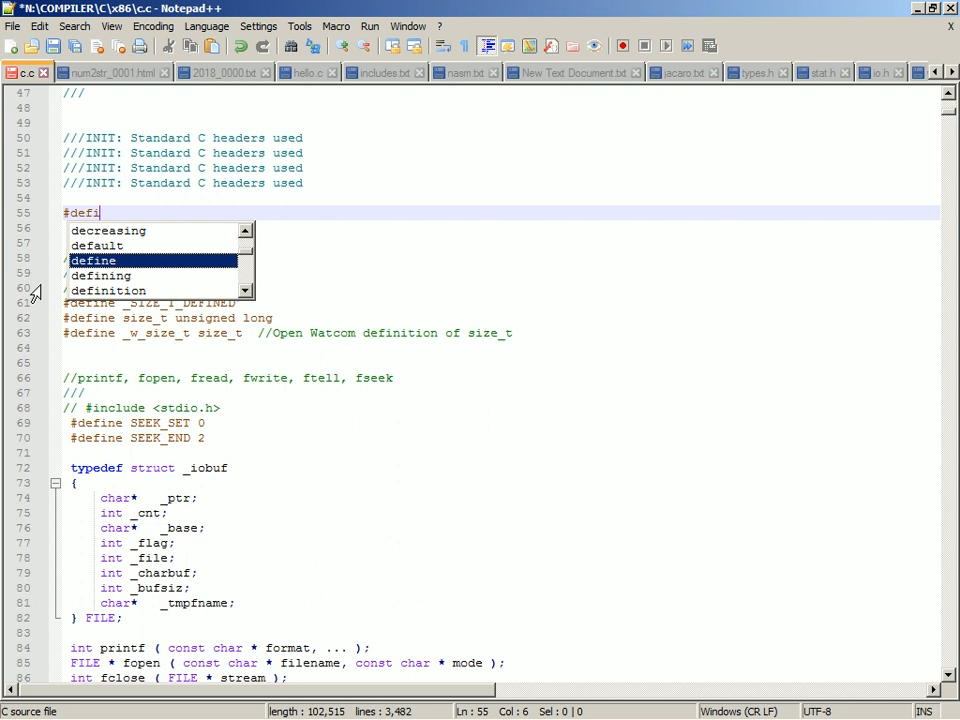 *N:\COMPILER\C\x86\c.c - Notepad++
File Edit Search View Encoding Language Settings Tools Macro Run Window ? X
c.c num2str_0001.html 2018_0000.txt hello.c includes.txt nasm.txt New Text Document.txt jacaro.txt types.h stat.h io.h
47 ///
48
49
50 ///INIT: Standard C headers used
51 ///INIT: Standard C headers used
52 ///INIT: Standard C headers used
53 ///INIT: Standard C headers used
54
55 #defi
56 decreasing
57 default
58 define
59 defining
60 definition
61 #define _SIZE_T_DEFINED
62 #define size_t unsigned long
63 #define _w_size_t size_t //Open Watcom definition of size_t
64
65
66 //printf, fopen, fread, fwrite, ftell, fseek
67 ///
68 // #include <stdio.h>
69 #define SEEK_SET 0
70 #define SEEK_END 2
71
72 typedef struct _iobuf
73 {
74 char* _ptr;
75 int _cnt;
76 char* _base;
77 int _flag;
78 int _file;
79 int _charbuf;
80 int _bufsiz;
81 char* _tmpfname;
82 } FILE;
83
84 int printf ( const char * format, ... );
85 FILE * fopen ( const char * filename, const char * mode );
86 int fclose ( FILE * stream );
C source file length : 102,515 lines : 3,482 Ln : 55 Col : 6 Sel : 0 | 0 Windows (CR LF) UTF-8 INS